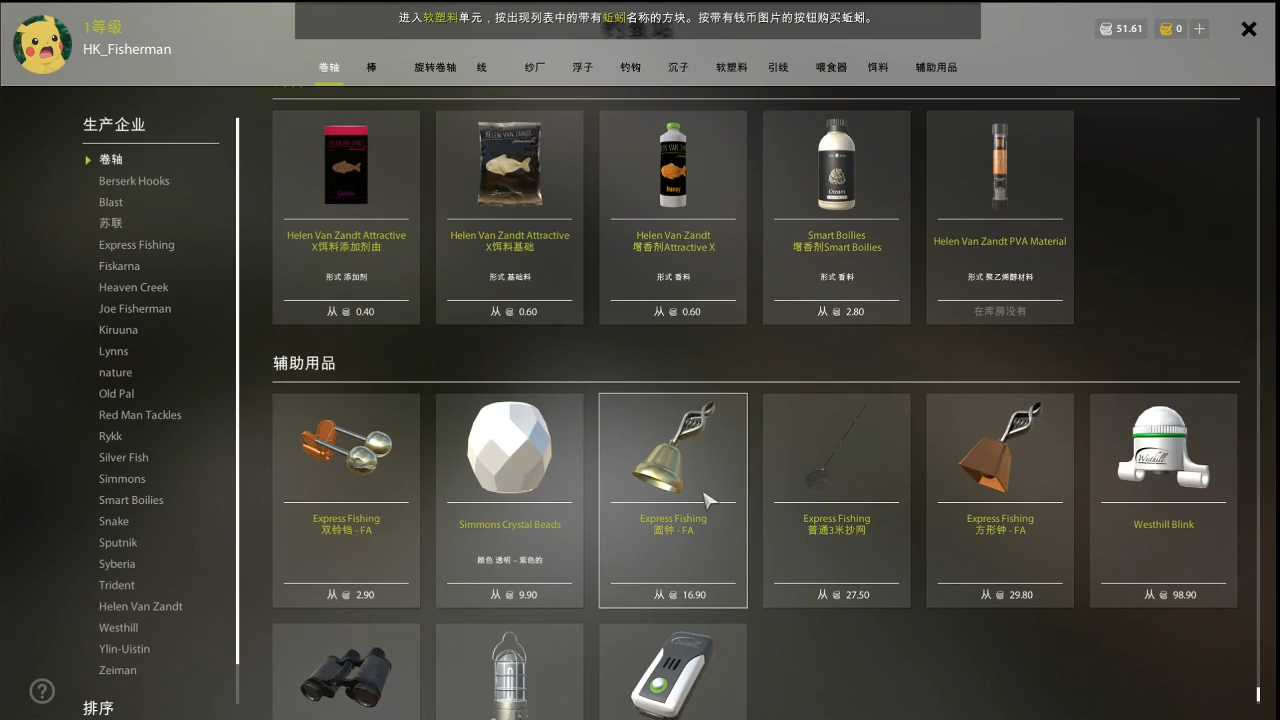 1等级
HK_Fisherman
进入软塑料单元，按出现列表中的带有蚯蚓名称的方块。按带有钱币图片的按钮购买蚯蚓。
51.61
0
卷轴 棒 旋转卷轴 线 纱厂 浮子 钓钩 沉子 软塑料 引线 喂食器 饵料 辅助用品
生产企业
卷轴
Berserk Hooks
Blast
苏联
Express Fishing
Fiskarna
Heaven Creek
Joe Fisherman
Kiruuna
Lynns
nature
Old Pal
Red Man Tackles
Rykk
Silver Fish
Simmons
Smart Boilies
Snake
Sputnik
Syberia
Trident
Helen Van Zandt
Westhill
Ylin-Uistin
Zeiman
排序
HELEN VAN ZANDT
Honey
Helen Van Zandt Attractive
X饵料添加剂由
形式 添加剂
从 0.40
Helen Van Zandt Attractive
X饵料基础
形式 基础料
从 0.60
Helen Van Zandt
增香剂Attractive X
形式 香料
从 0.60
Smart Boilies
增香剂Smart Boilies
形式 香料
从 2.80
Helen Van Zandt PVA Material
形式 聚乙烯醇材料
在库房没有
辅助用品
Express Fishing
双铃铛 - FA
从 2.90
Simmons Crystal Beads
颜色 透明 - 紫色的
从 9.90
Express Fishing
圆钟 - FA
从 16.90
Express Fishing
普通3米抄网
从 27.50
Express Fishing
方形钟 - FA
从 29.80
Westhill
Westhill Blink
从 98.90